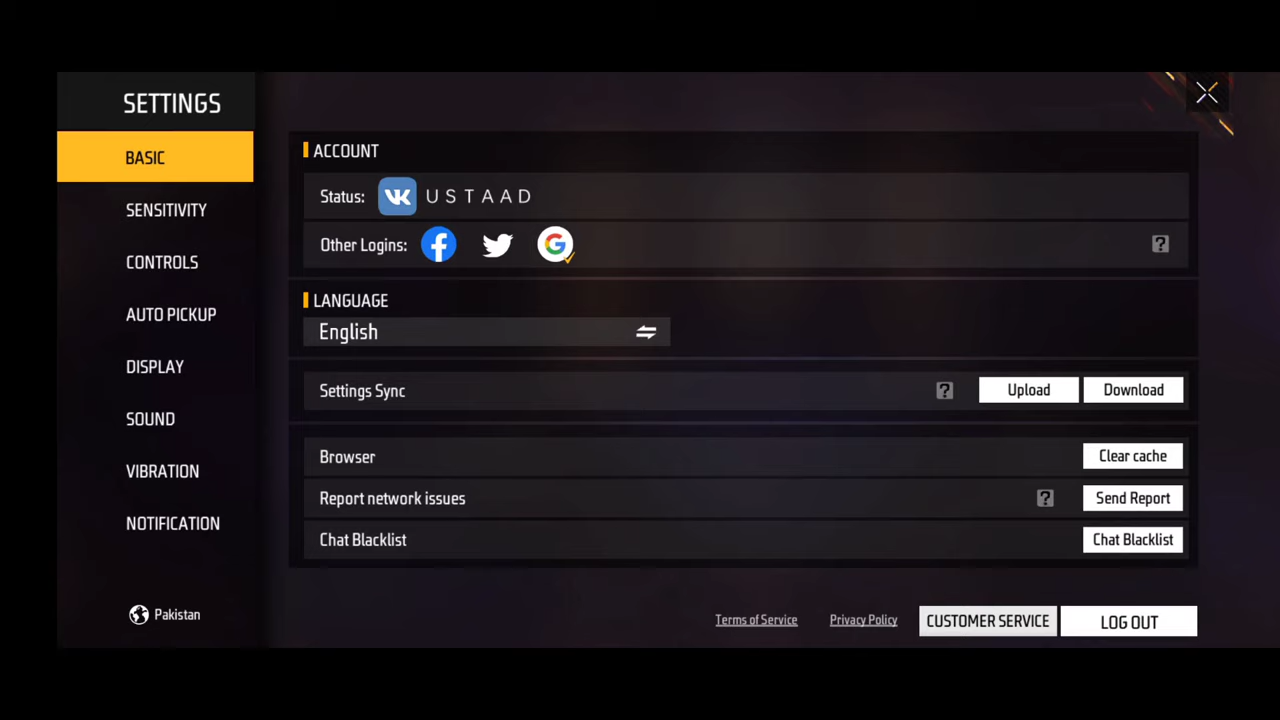 SETTINGS
BASIC
SENSITIVITY
CONTROLS
AUTO PICKUP
DISPLAY
SOUND
VIBRATION
NOTIFICATION
Pakistan
ACCOUNT
Status: U S T A A D
Other Logins: ?
LANGUAGE
English
Settings Sync ? Upload Download
Browser Clear cache
Report network issues ? Send Report
Chat Blacklist Chat Blacklist
Terms of Service Privacy Policy CUSTOMER SERVICE LOG OUT